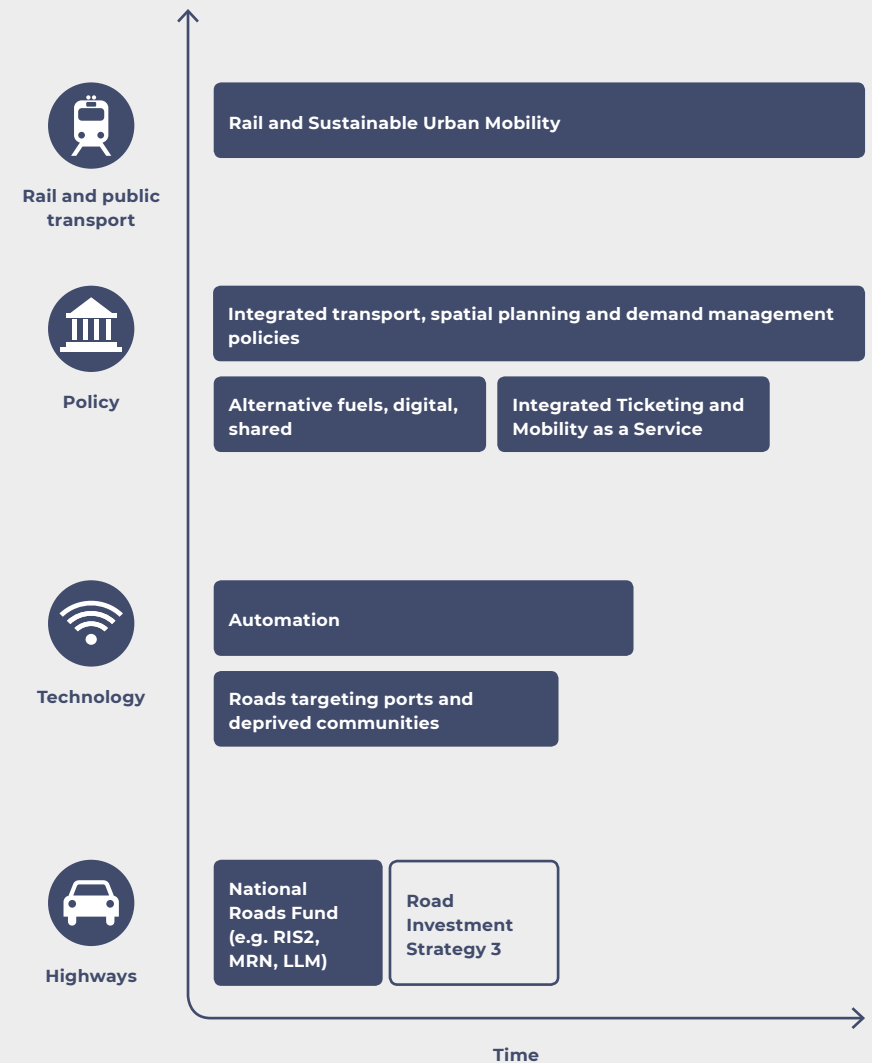 Rail and Sustainable Urban Mobility
Rail and public
transport
Integrated transport, spatial planning and demand management
policies
Alternative fuels, digital,
shared
Integrated Ticketing and
Mobility as a Service
Policy
Automation
Roads targeting ports and
deprived communities
Technology
National
Roads Fund
(e.g. RIS2,
MRN, LLM)
Road
Investment
Strategy 3
Highways
Time